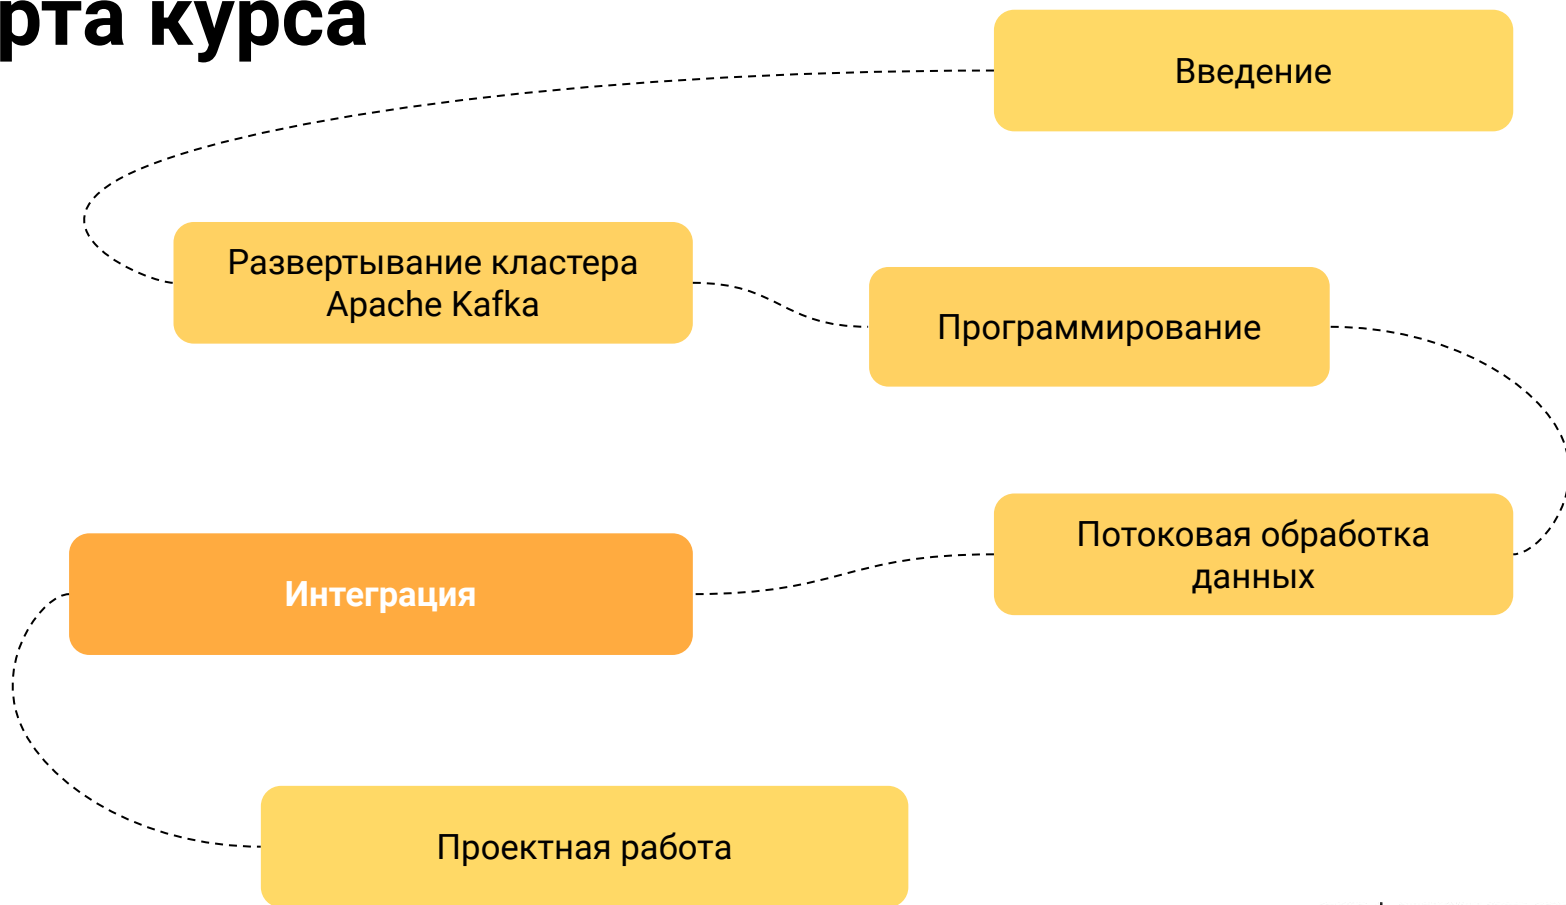 рта курса
Введение
Развертывание кластера
Apache Kafka
Программирование
Потоковая обработка
данных
Интеграция
Проектная работа